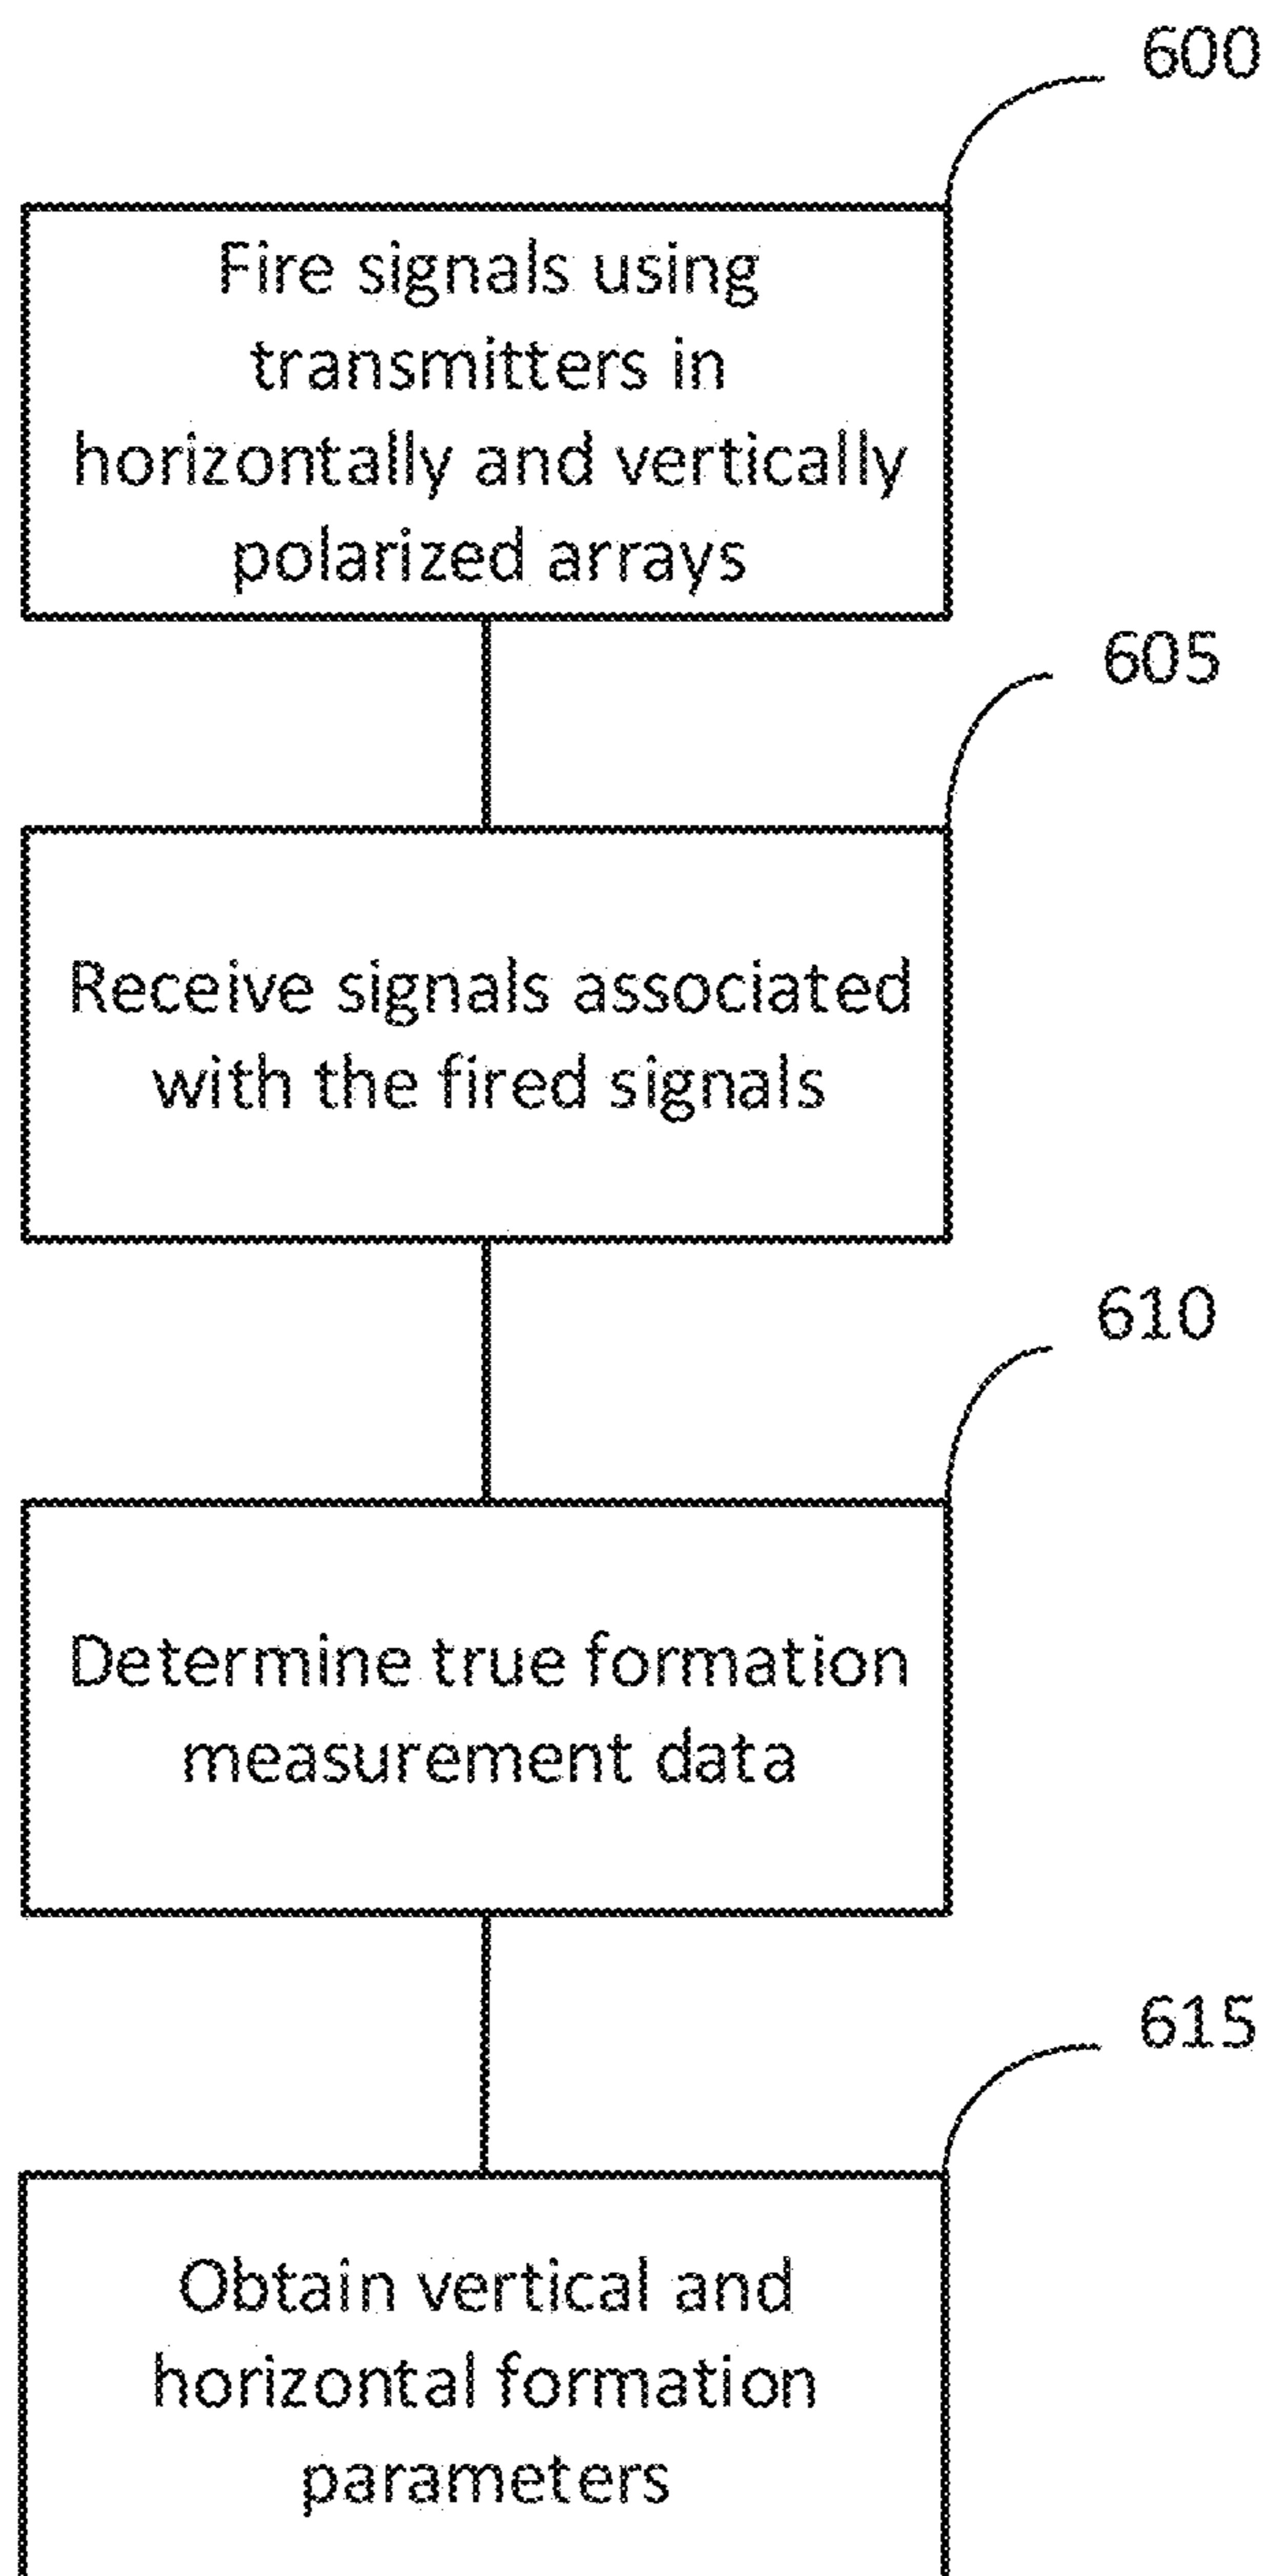 600
Fire signals using
transmitters in
horizontally and vertically
polarized arrays
605
Receive signals associated
with the fired signals
610
Determine true formation
measurement data
615
Obtain vertical and
horizontal formation
parameters